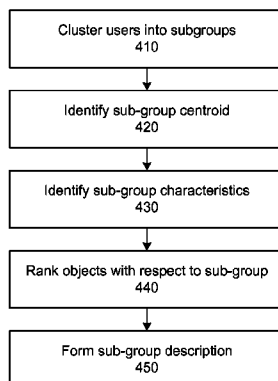 Cluster users into subgroups
410
Identify sub-group centroid
420
Identify sub-group characteristics
430
Rank objects with respect to sub-group
440
Form sub-group description
450